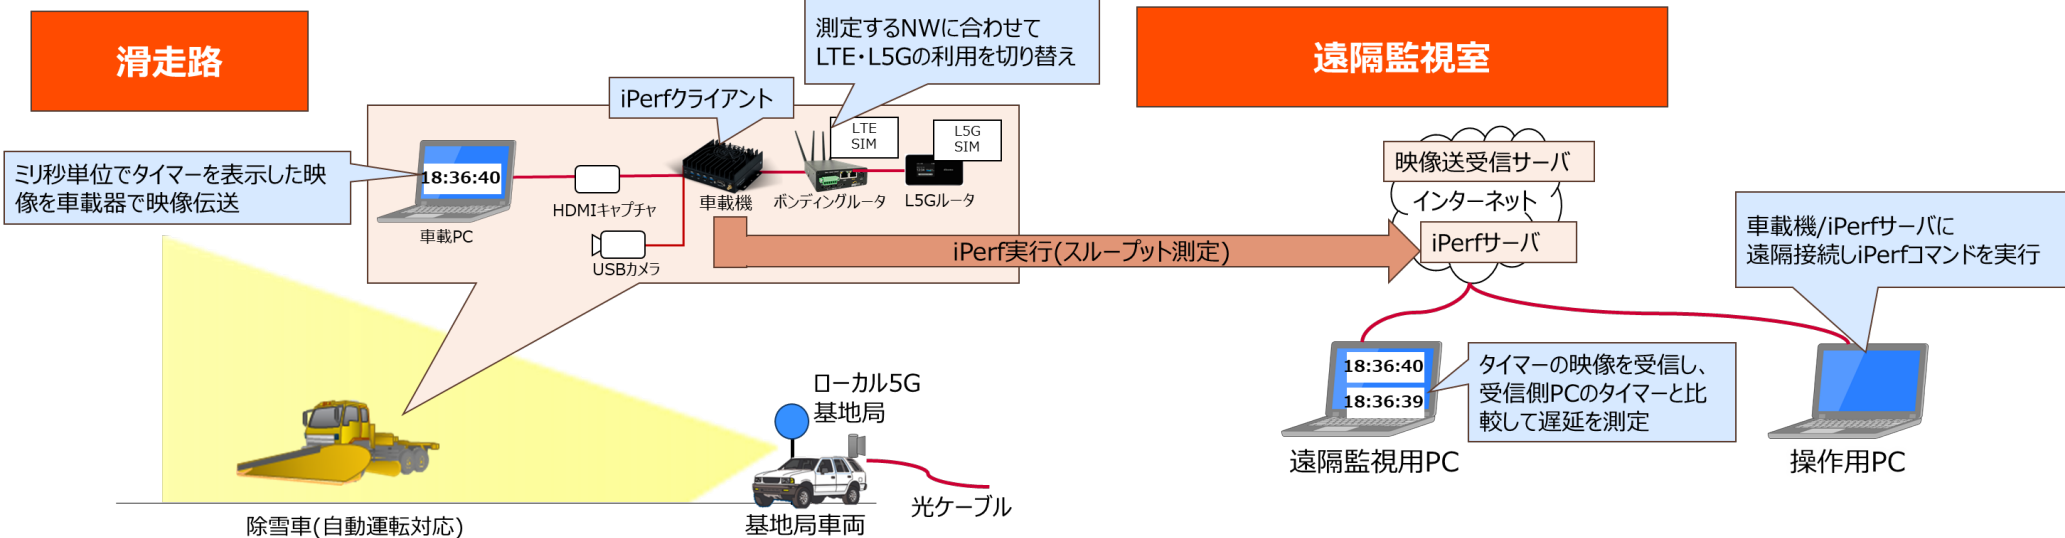 滑走路
遠隔監視室
測定するNWに合わせて
LTE・L5Gの利用を切り替え
iPerfクライアント
LTE
SIM
L5G
SIM
ミリ秒単位でタイマーを表示した映
像を車載器で映像伝送
18:36:40
車載PC
HDMIキャプチャ
USBカメラ
車載機
ボンディングルータ
L5Gルータ
iPerf実行(スループット測定)
映像送受信サーバ
インターネット
iPerfサーバ
車載機/iPerfサーバに
遠隔接続しiPerfコマンドを実行
18:36:40
18:36:39
タイマーの映像を受信し、
受信側PCのタイマーと比
較して遅延を測定
遠隔監視用PC
操作用PC
ローカル5G
基地局
光ケーブル
基地局車両
除雪車(自動運転対応)